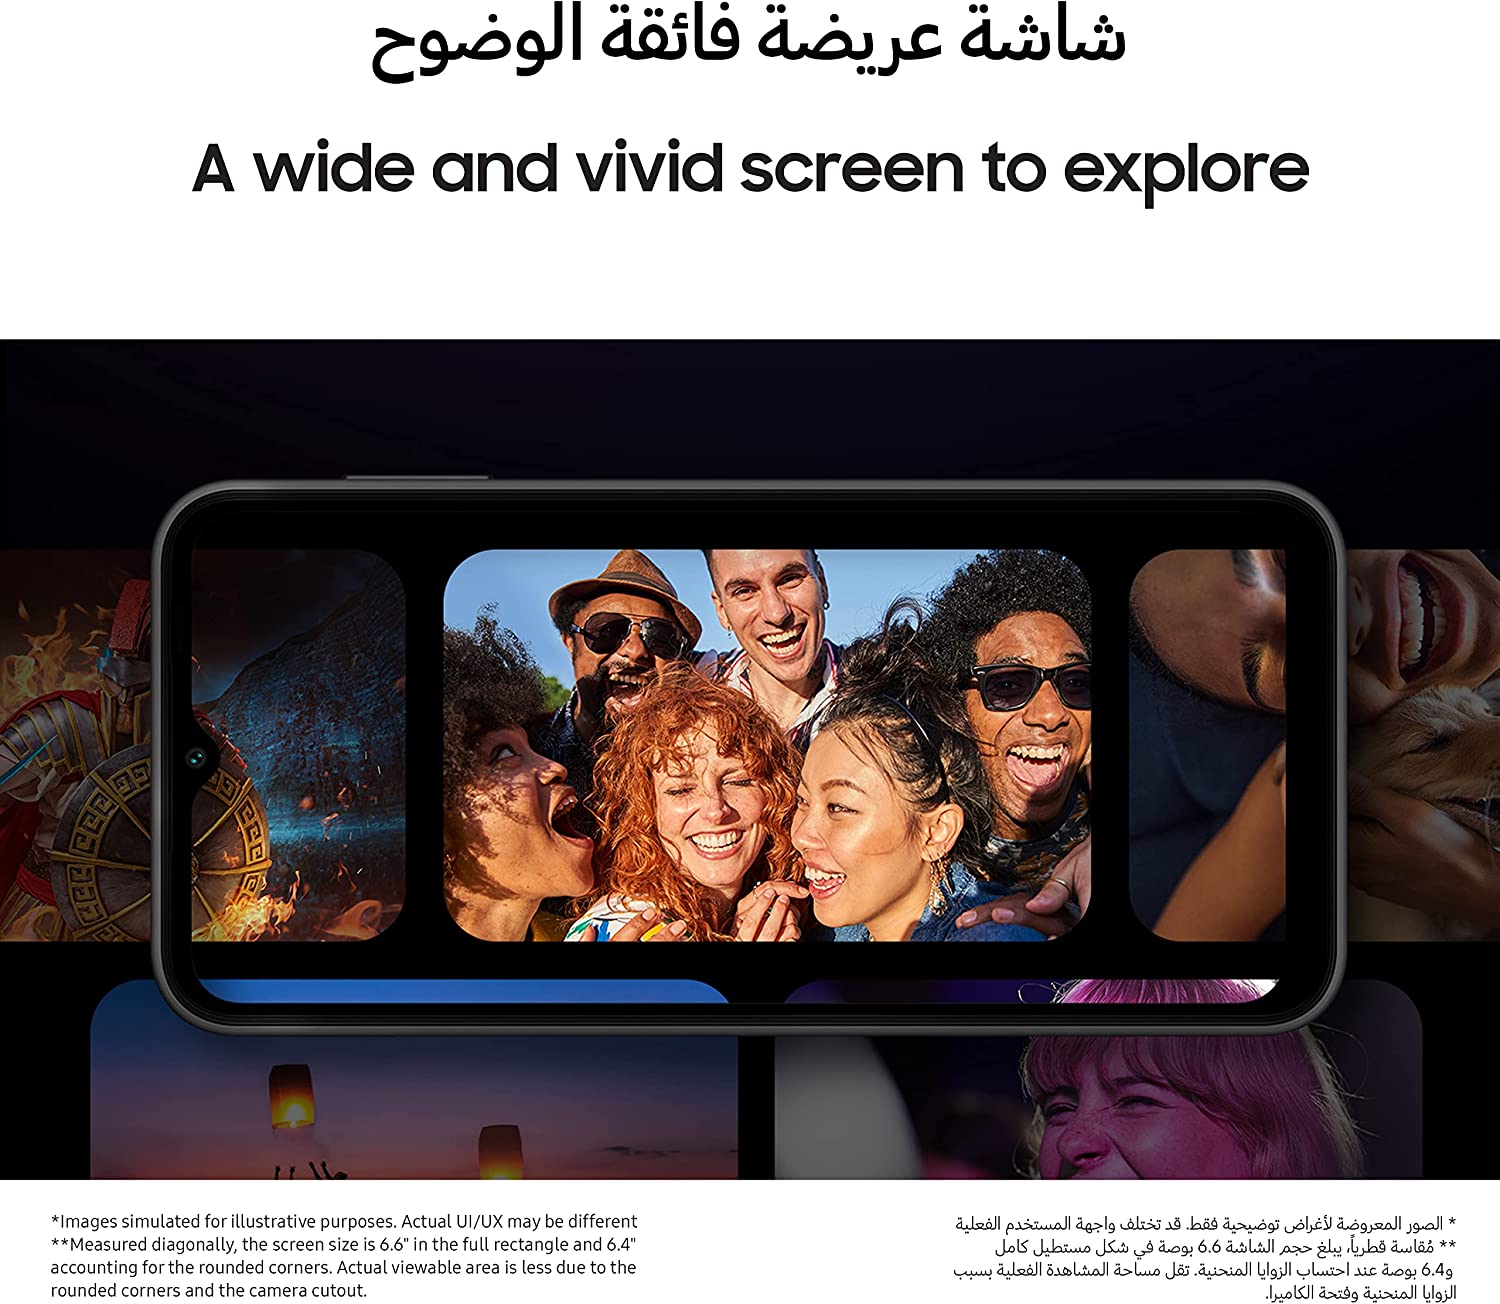 شاشة عريضة فائقة الوضوح
A wide and vivid screen to explore
*Images simulated for illustrative purposes. Actual UI/UX may be different
**Measured diagonally, the screen size is 6.6" in the full rectangle and 6.4"
accounting for the rounded corners. Actual viewable area is less due to the
rounded corners and the camera cutout.
* الصور المعروضة لأغراض توضيحية فقط. قد تختلف واجهة المستخدم الفعلية
** مُقاسة قطرياً، يبلغ حجم الشاشة 6.6 بوصة في شكل مستطيل كامل
و6.4 بوصة عند احتساب الزوايا المنحنية. تقل مساحة المشاهدة الفعلية بسبب
الزوايا المنحنية وفتحة الكاميرا.